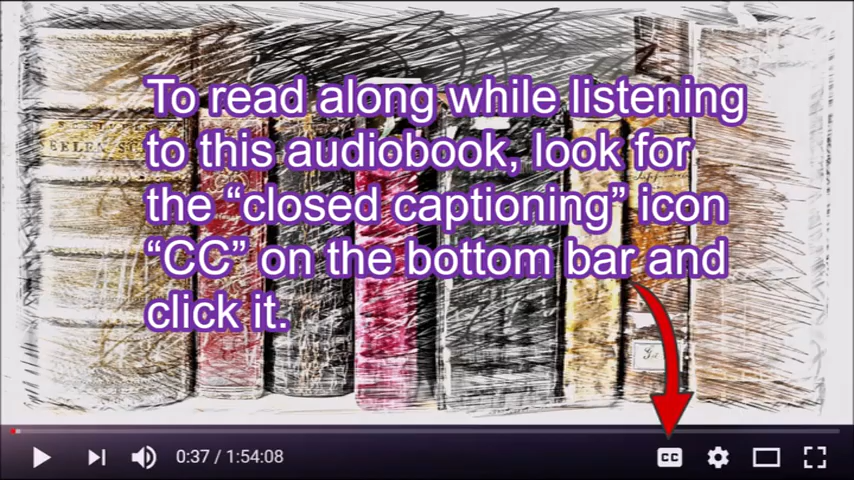 To read along while listening
to this audiobook, look for
the “closed captioning” icon
“CC” on the bottom bar and
click it.
0:37 / 1:54:08
CC